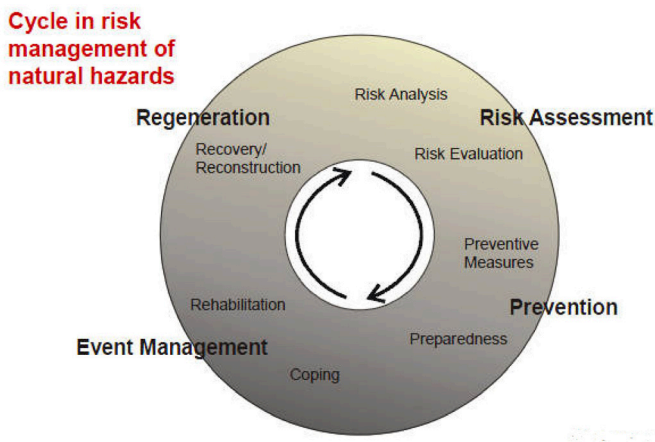 Cycle in risk
management of
natural hazards
Risk Analysis
Regeneration
Risk Assessment
Recovery/
Reconstruction
Risk Evaluation
Preventive
Measures
Rehabilitation
Prevention
Event Management
Preparedness
Coping